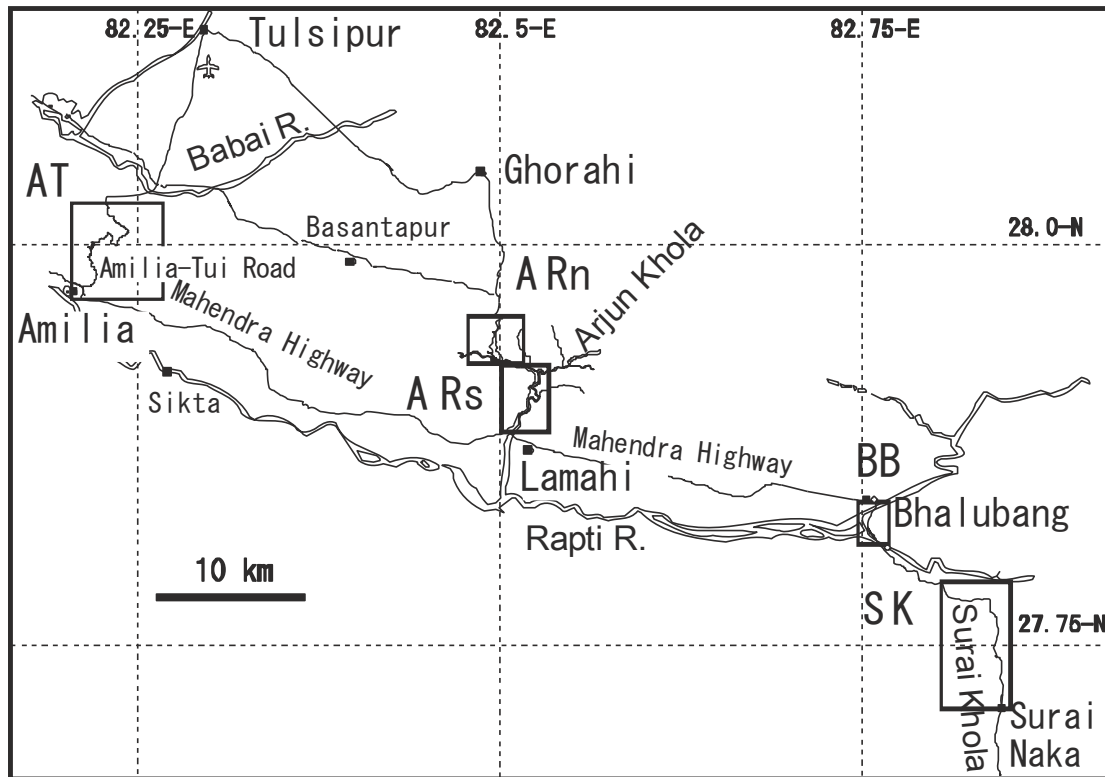 82.25-E
82.5-E
82.75-E
Tulsipur
Babai R.
Ghorahi
AT
Basantapur
28.0-N
Amilia-Tui Road
ARn
Arjun Khola
Mahendra Highway
Amilia
ARs
Sikta
Mahendra Highway
BB
Lamahi
Bhalubang
Rapti R.
10 km
SK
Surai Khola
27.75-N
Surai
Naka